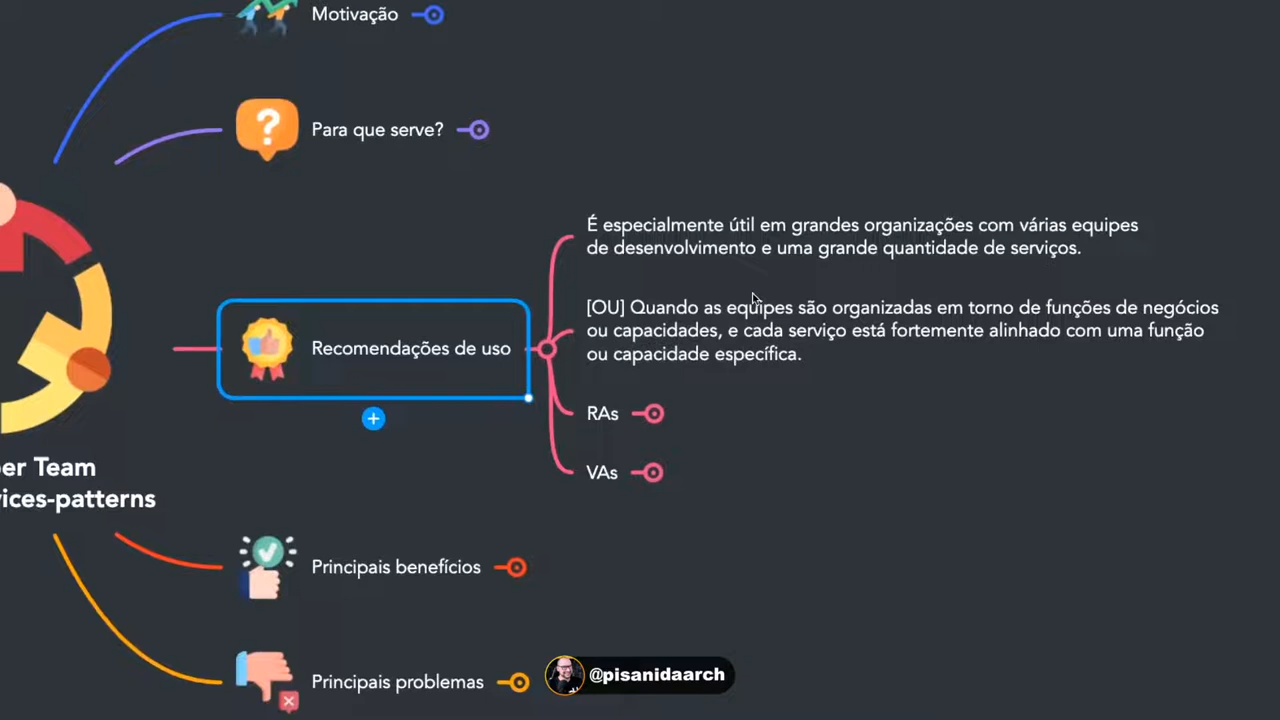 Motivação
Para que serve?
É especialmente útil em grandes organizações com várias equipes
de desenvolvimento e uma grande quantidade de serviços.
[OU] Quando as equipes são organizadas em torno de funções de negócios
ou capacidades, e cada serviço está fortemente alinhado com uma função
ou capacidade específica.
Recomendações de uso
RAs
VAs
er Team
ices-patterns
Principais benefícios
Principais problemas
@pisanidaarch